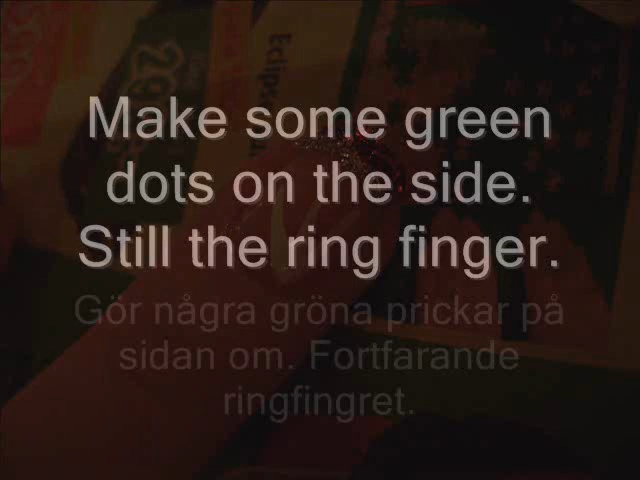 Eclips
Make some green
dots on the side.
Still the ring finger.
Gör några gröna prickar på
sidan om. Fortfarande
ringfingret.